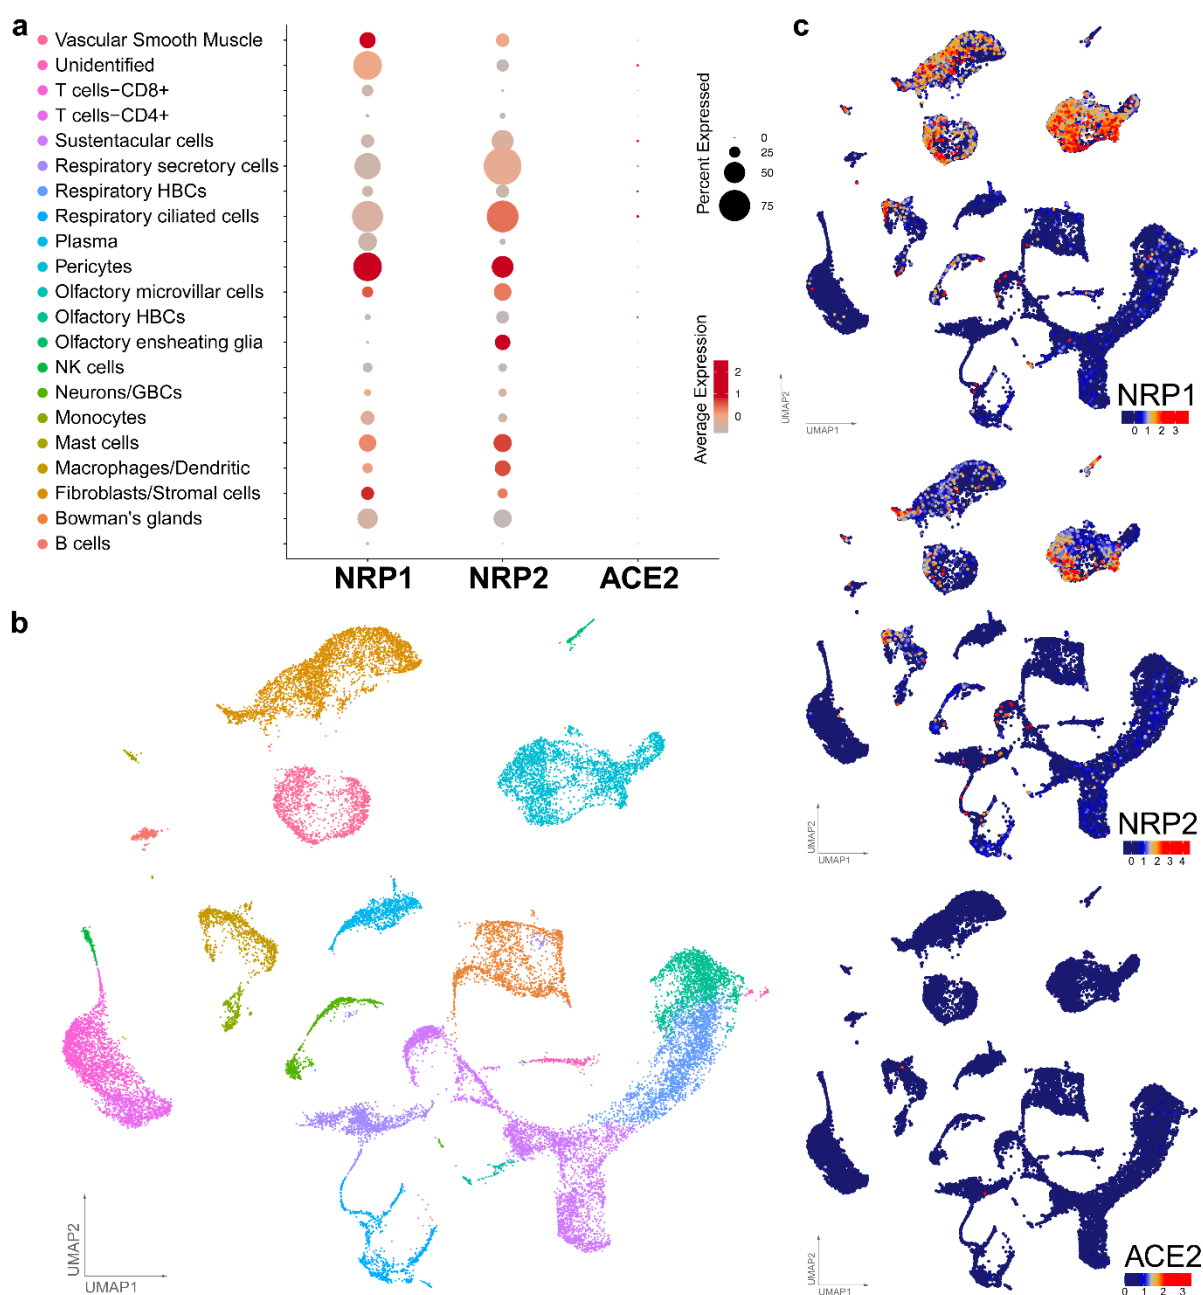 a
Vascular Smooth Muscle
Unidentified
T cells−CD8+
T cells−CD4+
Sustentacular cells
Respiratory secretory cells
Respiratory HBCs
Respiratory ciliated cells
Plasma
Pericytes
Olfactory microvillar cells
Olfactory HBCs
Olfactory ensheating glia
NK cells
Neurons/GBCs
Monocytes
Mast cells
Macrophages/Dendritic
Fibroblasts/Stromal cells
Bowman's glands
B cells
NRP1
NRP2
ACE2
Percent Expressed
0
25
50
75
Average Expression
2
1
0
b
UMAP2
UMAP1
c
UMAP2
UMAP1
NRP1
0 1 2 3
UMAP2
UMAP1
NRP2
0 1 2 3 4
UMAP2
UMAP1
ACE2
0 1 2 3